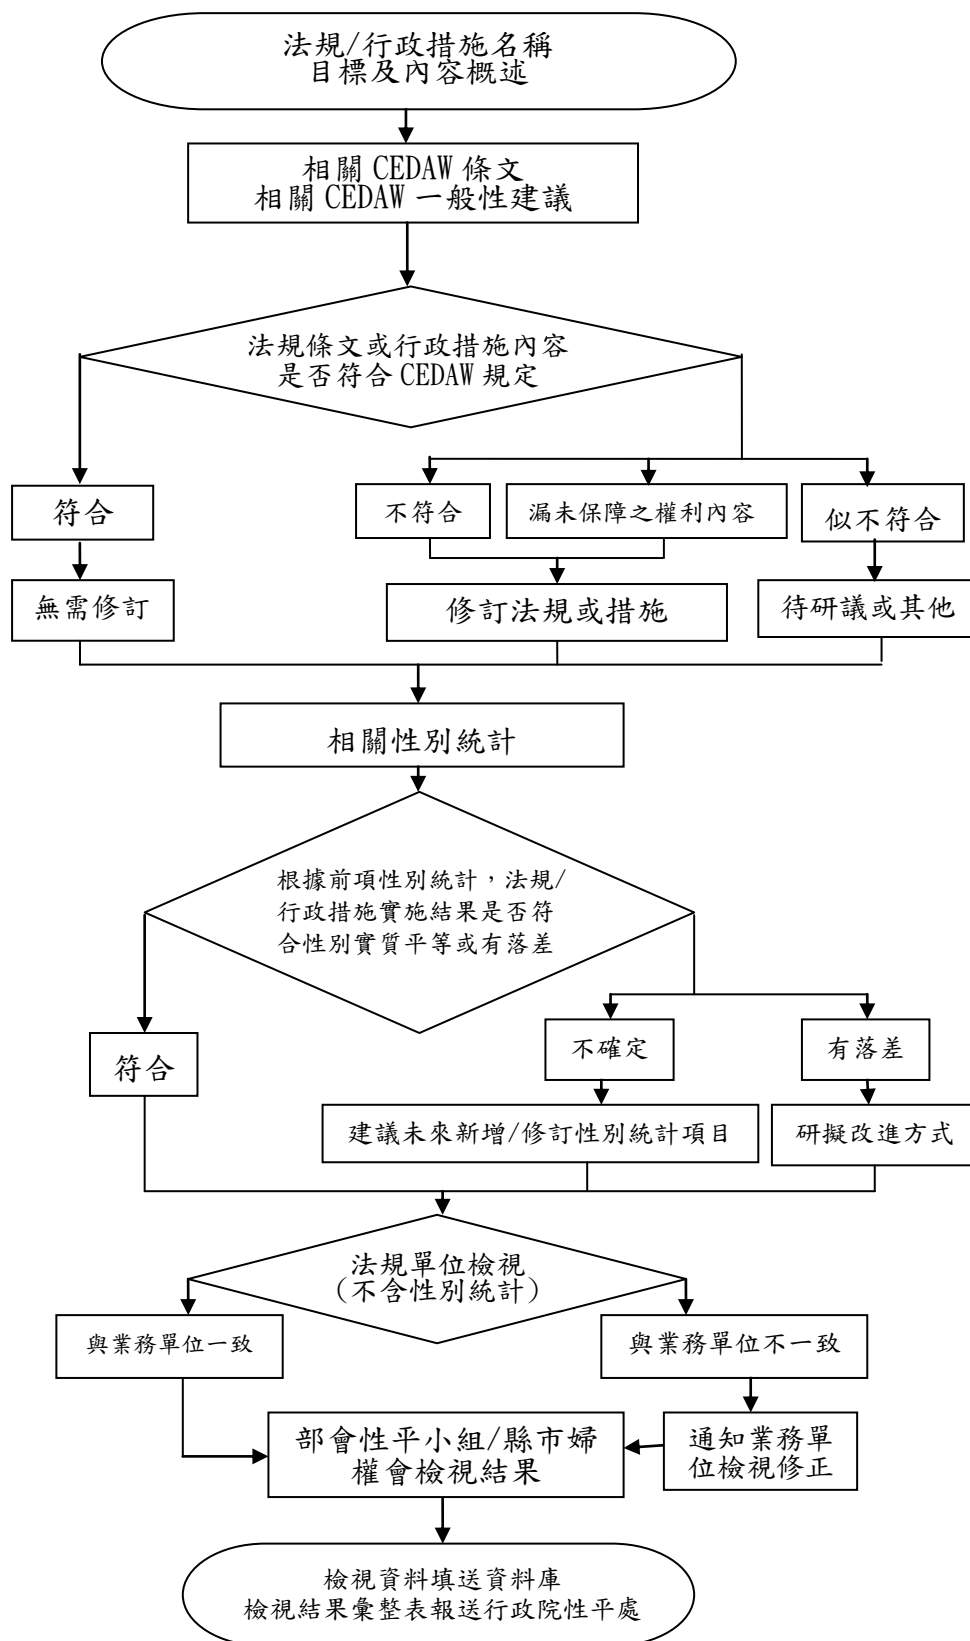 法規/行政措施名稱
目標及內容概述
相關 CEDAW 條文
相關 CEDAW 一般性建議
法規條文或行政措施內容
是否符合 CEDAW 規定
符合
不符合
漏未保障之權利內容
似不符合
無需修訂
修訂法規或措施
待研議或其他
相關性別統計
根據前項性別統計，法規/
行政措施實施結果是否符
合性別實質平等或有落差
符合
不確定
有落差
建議未來新增/修訂性別統計項目
研擬改進方式
法規單位檢視
(不含性別統計)
與業務單位一致
與業務單位不一致
部會性平小組/縣市婦
權會檢視結果
通知業務單
位檢視修正
檢視資料填送資料庫
檢視結果彙整表報送行政院性平處